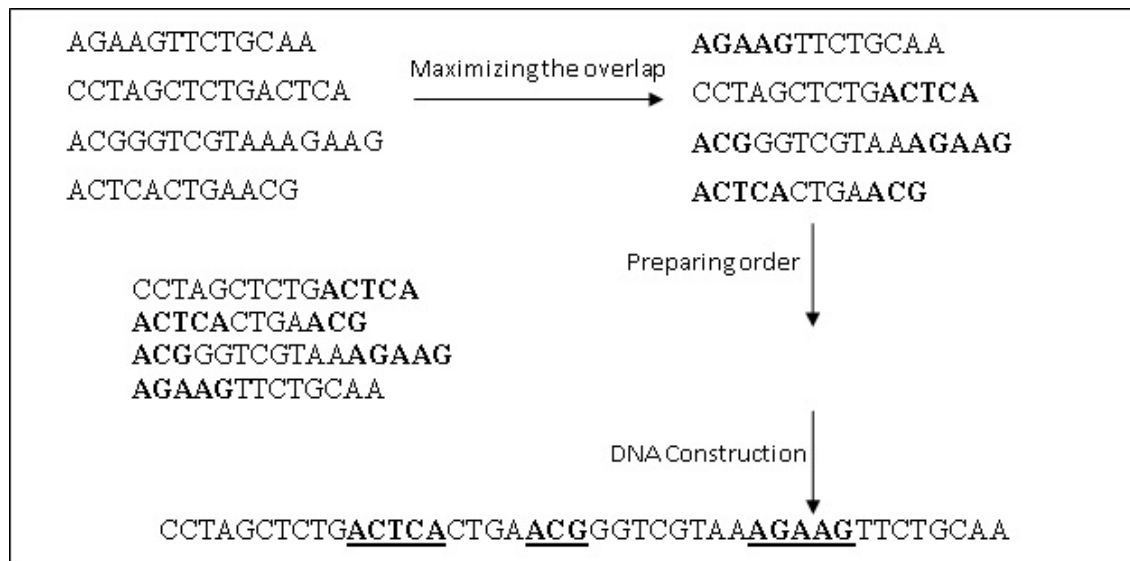 AGAAGTTCTGCAA
CCTAGCTCTGACTCA
ACGGGTCGTAAAGAAG
ACTCACTGAACG
Maximizing the overlap
AGAAGTTCTGCAA
CCTAGCTCTGACTCA
ACGGGTCGTAAAGAAG
ACTCACTGAACG
Preparing order
CCTAGCTCTGACTCA
ACTCACTGAACG
ACGGGTCGTAAAGAAG
AGAAGTTCTGCAA
DNA Construction
CCTAGCTCTGACTCACTGAACGGGTCGTAAAGAAGTTCTGCAA